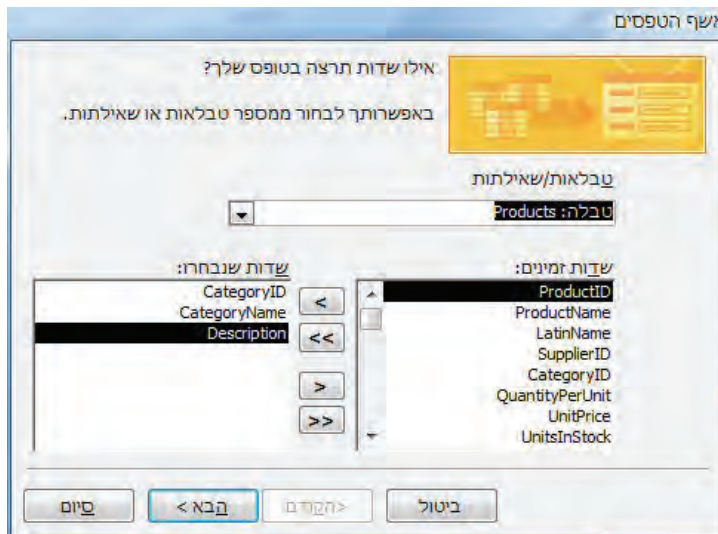 אשף הטפסים
אילו שדות תרצה בטופס שלך?
באפשרותך לבחור ממספר טבלאות או שאילתות.
טבלאות/שאילתות
טבלה: Products
שדות זמינים:
ProductID
ProductName
LatinName
SupplierID
CategoryID
QuantityPerUnit
UnitPrice
UnitsInStock
<
<<
>
>>
שדות שנבחרו:
CategoryID
CategoryName
Description
ביטול
< הקודם
הבא >
סיום